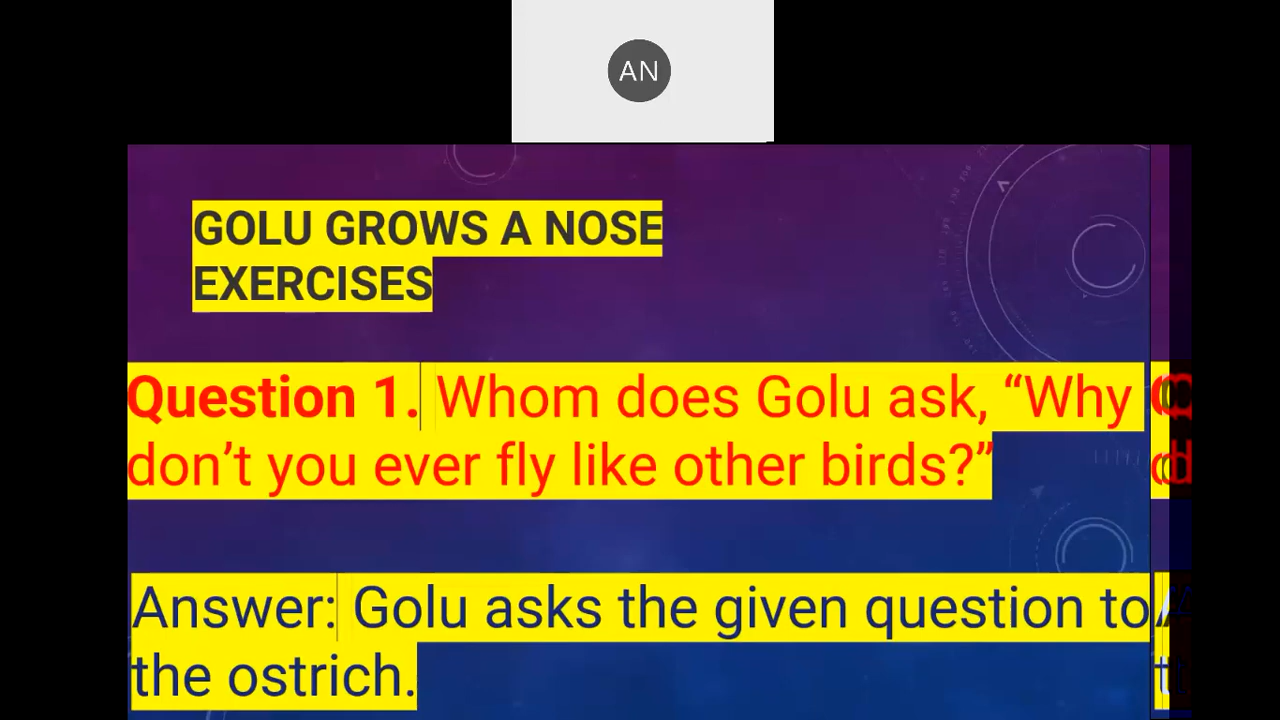 AN
GOLU GROWS A NOSE
EXERCISES
Question 1. Whom does Golu ask, “Why
don’t you ever fly like other birds?”
Answer: Golu asks the given question to
the ostrich.